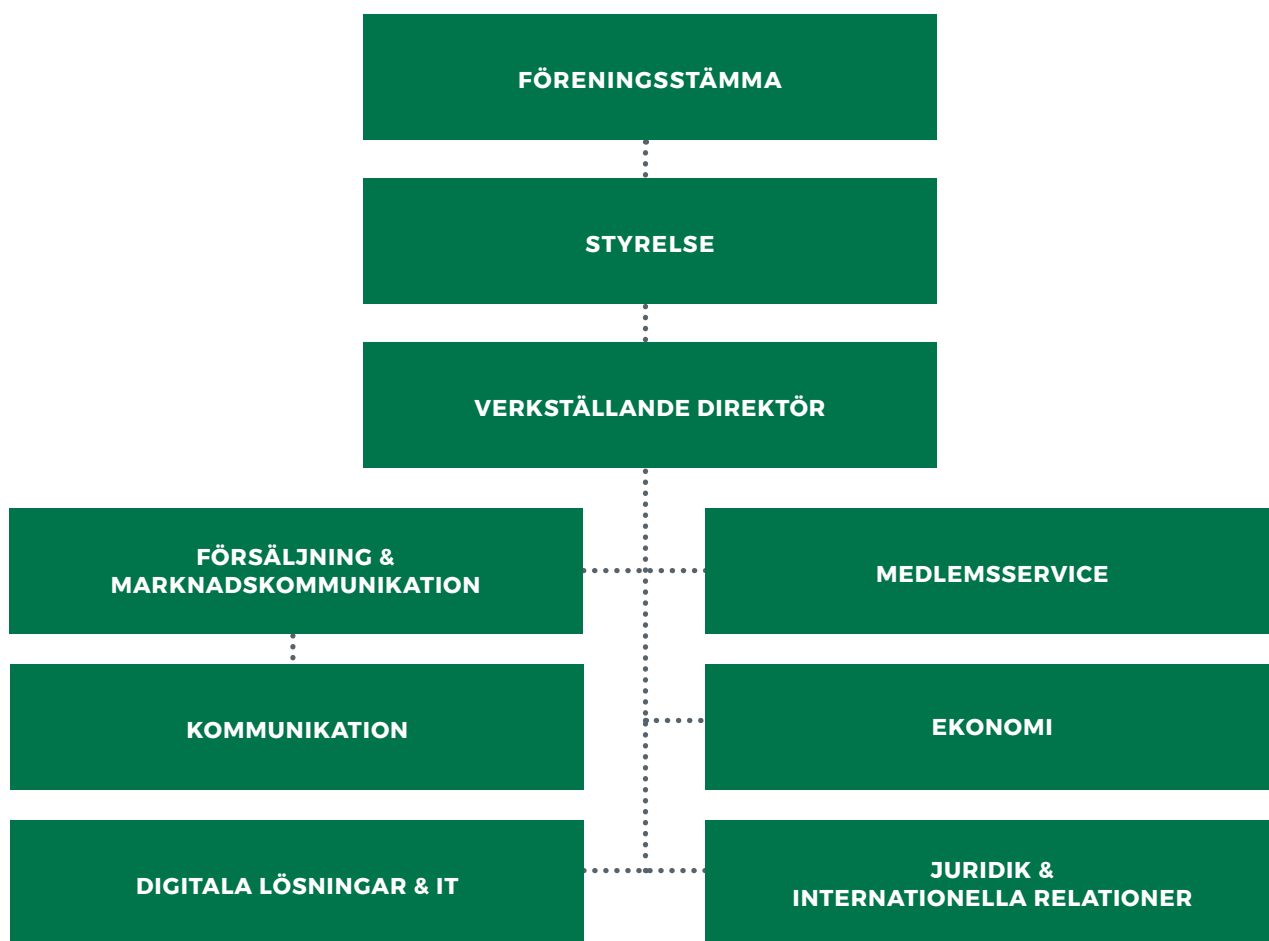 FÖRENINGSSTÄMMA
STYRELSE
VERKSTÄLLANDE DIREKTÖR
FÖRSÄLJNING &
MARKNADSKOMMUNIKATION
MEDLEMSSERVICE
KOMMUNIKATION
EKONOMI
DIGITALA LÖSNINGAR & IT
JURIDIK &
INTERNATIONELLA RELATIONER